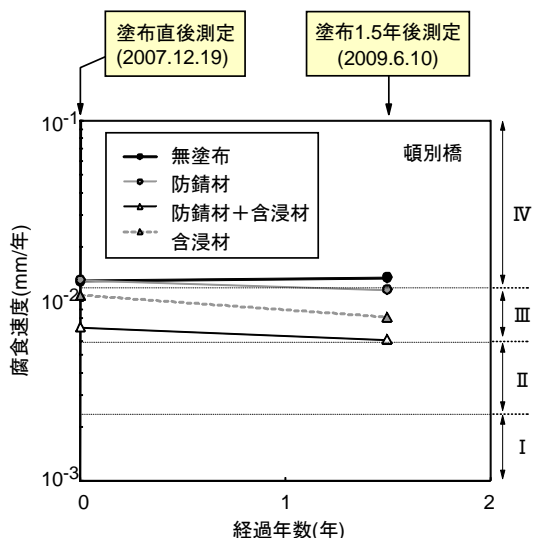 塗布直後測定
(2007.12.19)
塗布1.5年後測定
(2009.6.10)
10-1
10-2
10-3
腐食速度(mm/年)
無塗布
防錆材
防錆材＋含浸材
含浸材
頓別橋
Ⅳ
Ⅲ
Ⅱ
Ⅰ
0
1
2
経過年数(年)